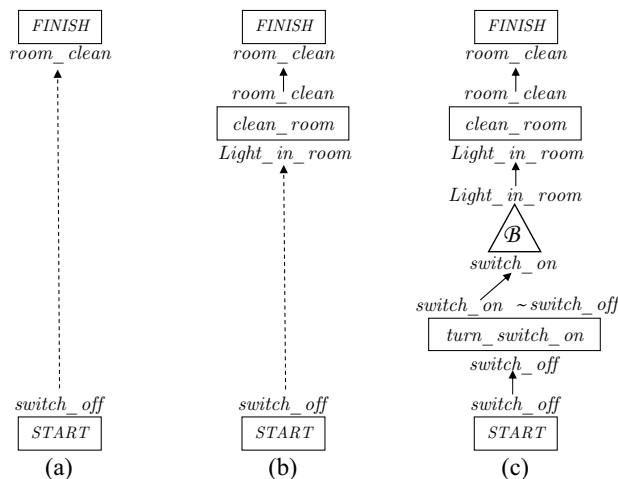 FINISH
room_clean
switch_off
START
(a)
FINISH
room_clean
room_clean
clean_room
Light_in_room
switch_off
START
(b)
FINISH
room_clean
room_clean
clean_room
Light_in_room
Light_in_room
ℬ
switch_on
switch_on ~switch_off
turn_switch_on
switch_off
switch_off
START
(c)